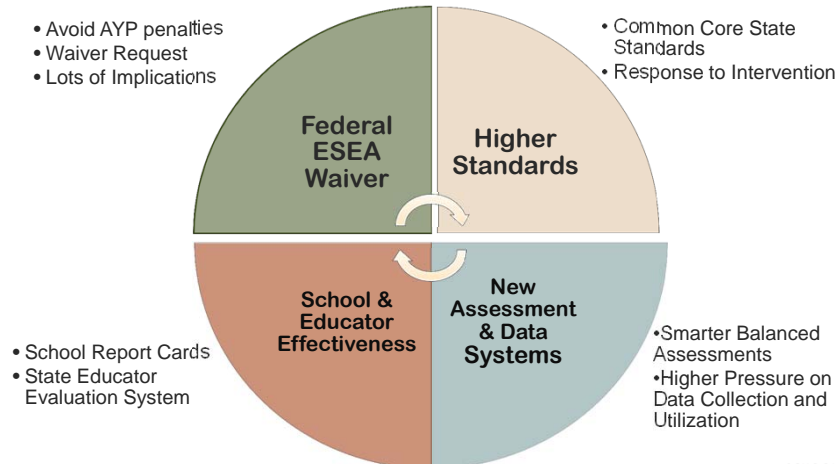 • Avoid AYP penalties
• Waiver Request
• Lots of Implications
• Common Core State
Standards
• Response to Intervention
Federal
ESEA
Waiver
Higher
Standards
School &
Educator
Effectiveness
New
Assessment
& Data
Systems
• School Report Cards
• State Educator
Evaluation System
•Smarter Balanced
Assessments
•Higher Pressure on
Data Collection and
Utilization